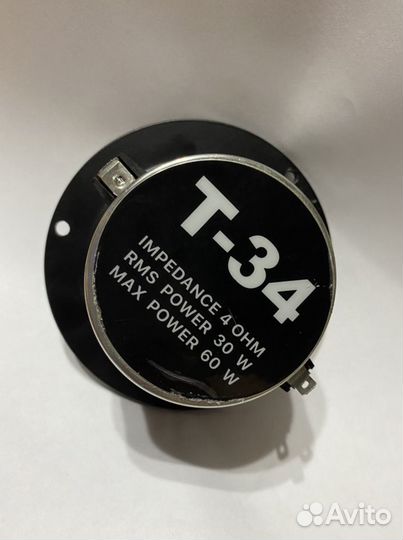 T-34
IMPEDANCE 4 OHM
RMS POWER 30 W
MAX POWER 60 W
Avito